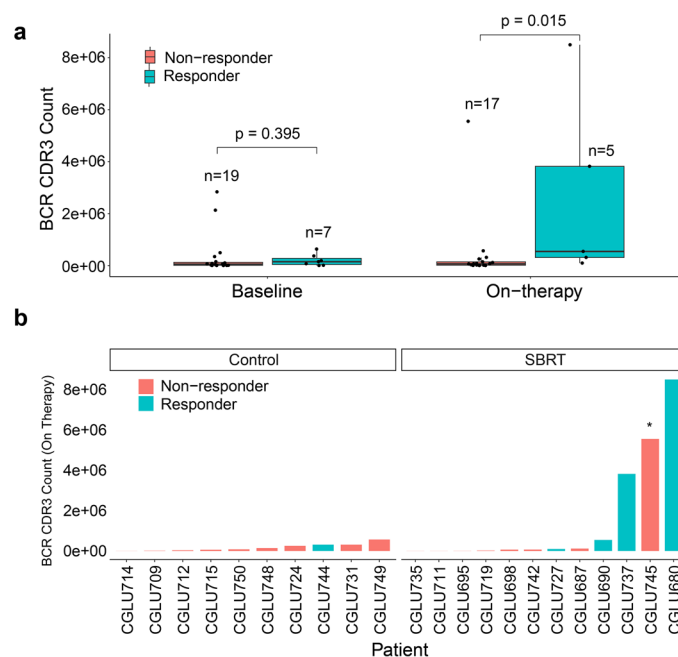 a
p = 0.015
8e+06
Non−responder
Responder
n=17
6e+06
p = 0.395
n=5
4e+06
n=19
2e+06
n=7
0e+00
BCR CDR3 Count
Baseline
On−therapy
b
Control
SBRT
8e+06
Non−responder
Responder
*
6e+06
4e+06
2e+06
0e+00
BCR CDR3 Count (On Therapy)
CGLU714
CGLU709
CGLU712
CGLU715
CGLU750
CGLU748
CGLU724
CGLU744
CGLU731
CGLU749
CGLU735
CGLU711
CGLU695
CGLU719
CGLU698
CGLU742
CGLU727
CGLU687
CGLU690
CGLU737
CGLU745
CGLU680
Patient